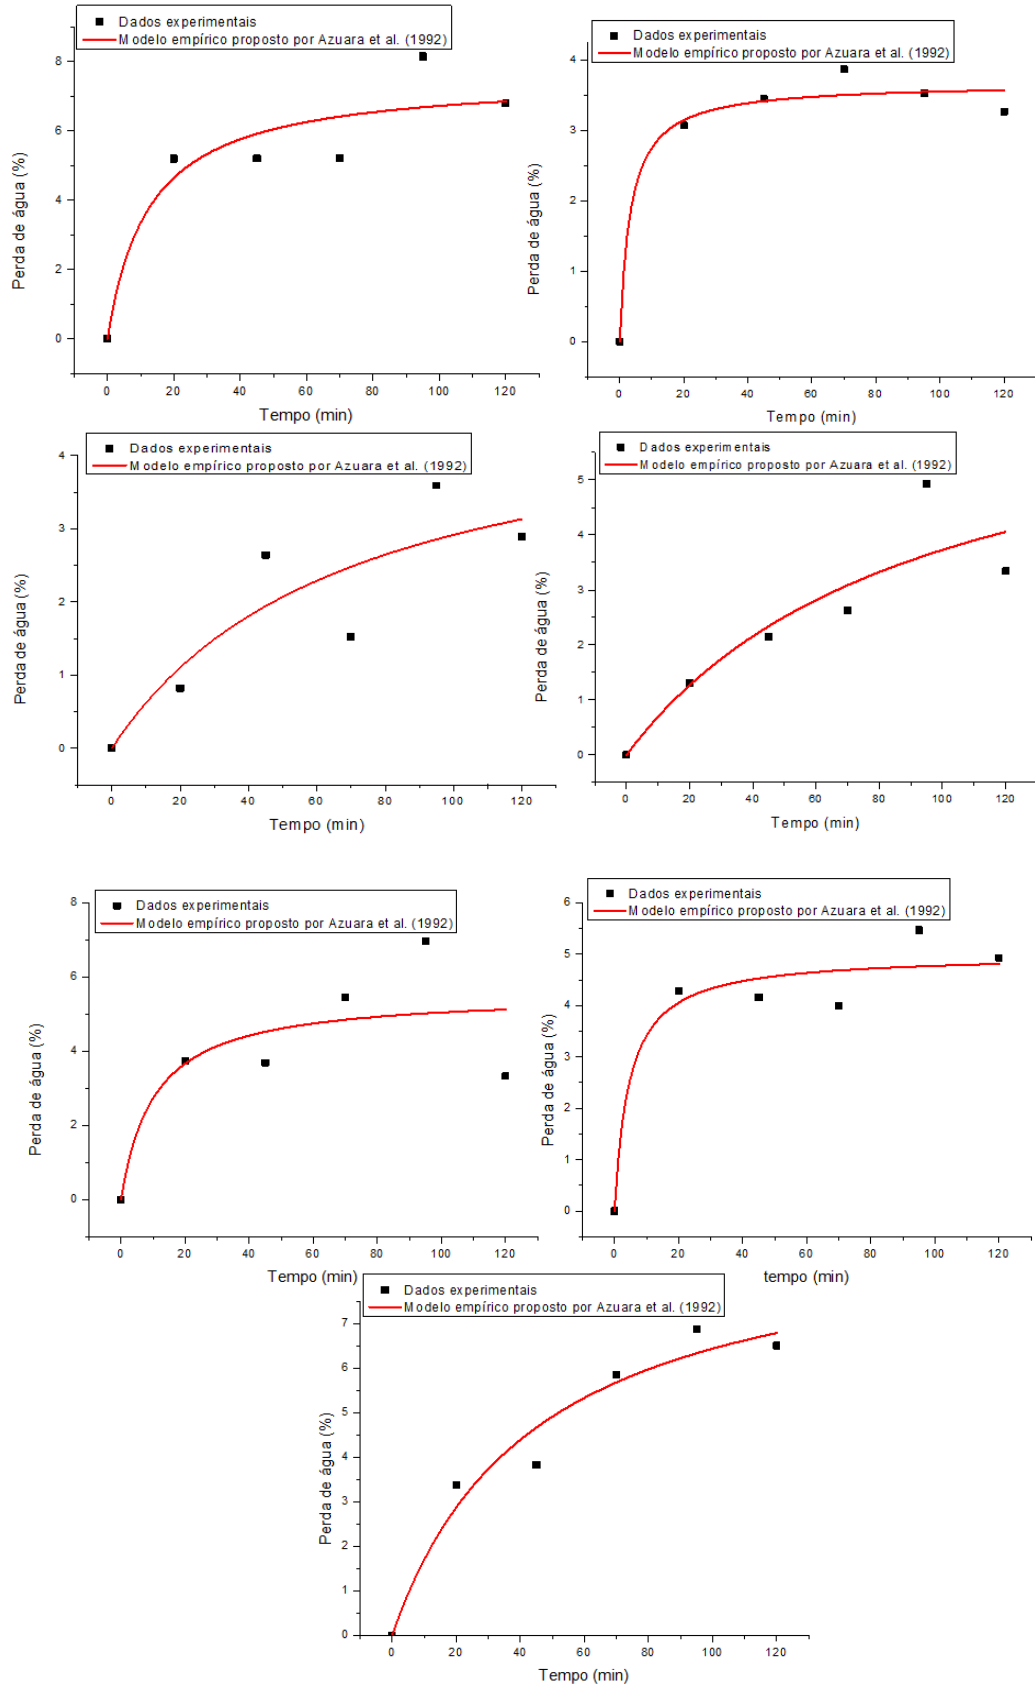 Dados experimentais
Modelo empírico proposto por Azuara et al. (1992)
Perda de água (%)
8
6
4
2
0
0 20 40 60 80 100 120
Tempo (min)
Dados experimentais
Modelo empírico proposto por Azuara et al. (1992)
Perda de água (%)
4
3
2
1
0
0 20 40 60 80 100 120
Tempo (min)
Dados experimentais
Modelo empírico proposto por Azuara et al. (1992)
Perda de água (%)
4
3
2
1
0
0 20 40 60 80 100 120
Tempo (min)
Dados experimentais
Modelo empírico proposto por Azuara et al. (1992)
Perda de água (%)
5
4
3
2
1
0
0 20 40 60 80 100 120
Tempo (min)
Dados experimentais
Modelo empírico proposto por Azuara et al. (1992)
Perda de água (%)
8
6
4
2
0
0 20 40 60 80 100 120
Tempo (min)
Dados experimentais
Modelo empírico proposto por Azuara et al. (1992)
Perda de água (%)
6
5
4
3
2
1
0
0 20 40 60 80 100 120
tempo (min)
Dados experimentais
Modelo empírico proposto por Azuara et al. (1992)
Perda de água (%)
7
6
5
4
3
2
1
0
0 20 40 60 80 100 120
Tempo (min)